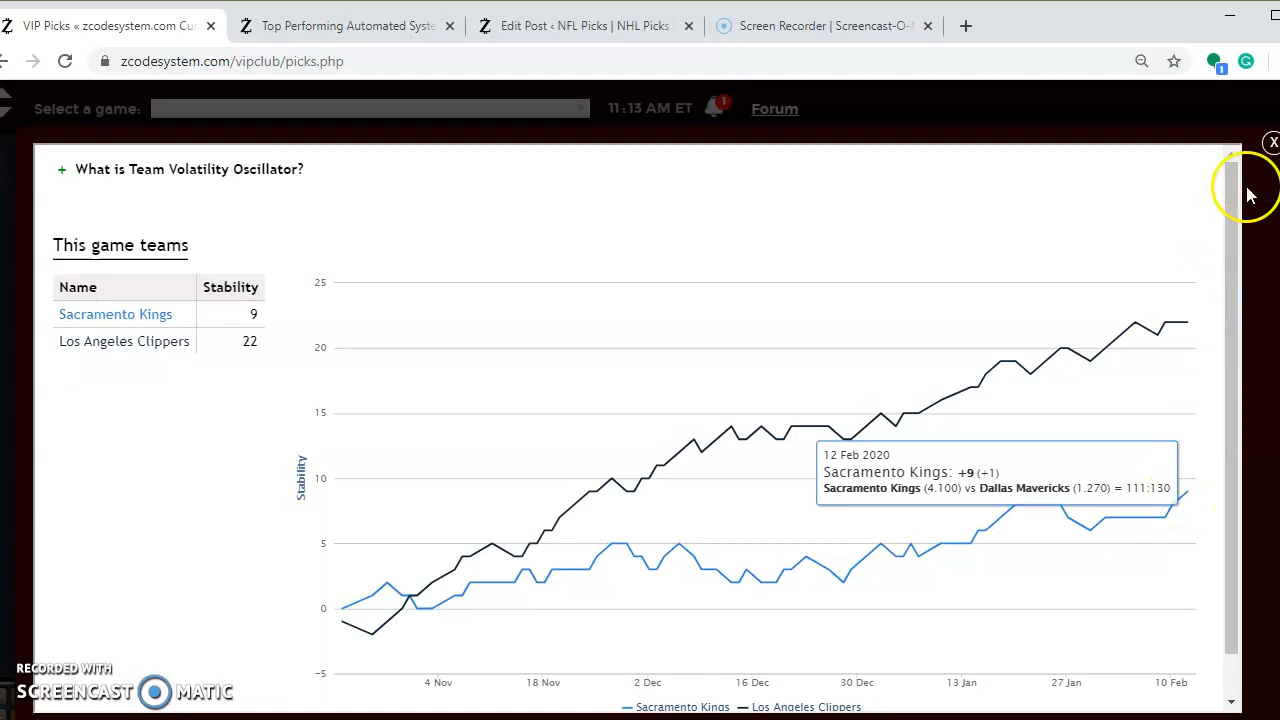 VIP Picks « zcodesystem.com Cus
Top Performing Automated Syste
Edit Post ‹ NFL Picks | NHL Picks
Screen Recorder | Screencast-O-M
zcodesystem.com/vipclub/picks.php
1
Select a game:
11:13 AM ET
1
Forum
X
+ What is Team Volatility Oscillator?
This game teams
Name Stability
Sacramento Kings 9
Los Angeles Clippers 22
25
20
15
10
5
0
−5
Stability
12 Feb 2020
Sacramento Kings: +9 (+1)
Sacramento Kings (4.100) vs Dallas Mavericks (1.270) = 111:130
4 Nov 18 Nov 2 Dec 16 Dec 30 Dec 13 Jan 27 Jan 10 Feb
Sacramento Kings Los Angeles Clippers
RECORDED WITH
SCREENCAST MATIC